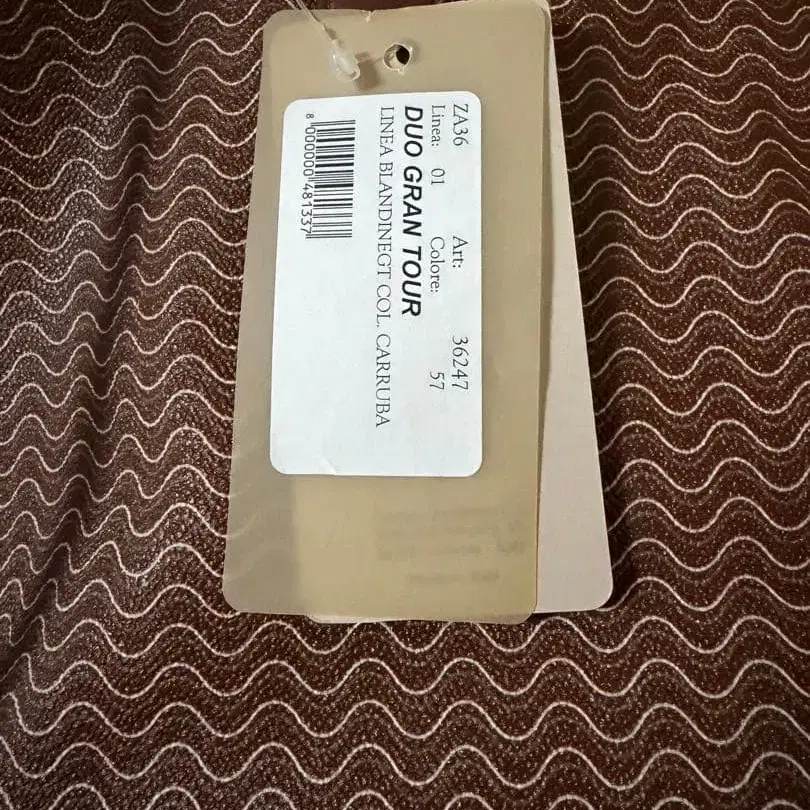 ZA36 Art: 36247
Linea: 01 Colore: 57
DUO GRAN TOUR
LINEA BLANDINEGT COL. CARRUBA
8 000000 481337